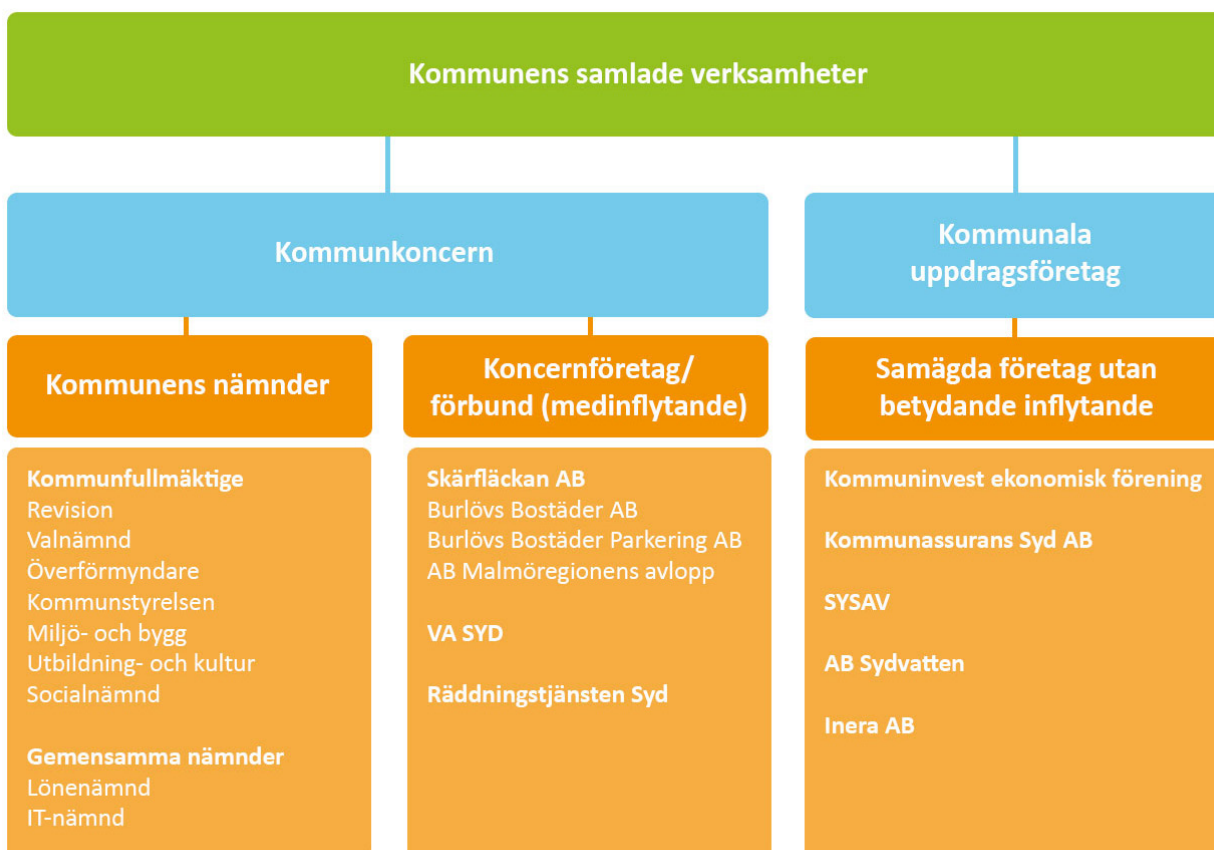 Kommunens samlade verksamheter
Kommunkoncern
Kommunala
uppdragsföretag
Kommunens nämnder
Koncernföretag/
förbund (medinflytande)
Samägda företag utan
betydande inflytande
Kommunfullmäktige
Revision
Valnämnd
Överförmyndare
Kommunstyrelsen
Miljö- och bygg
Utbildning- och kultur
Socialnämnd
Gemensamma nämnder
Lönenämnd
IT-nämnd
Skärfläckan AB
Burlövs Bostäder AB
Burlövs Bostäder Parkering AB
AB Malmöregionens avlopp
VA SYD
Räddningstjänsten Syd
Kommuninvest ekonomisk förening
Kommunassurans Syd AB
SYSAV
AB Sydvatten
Inera AB